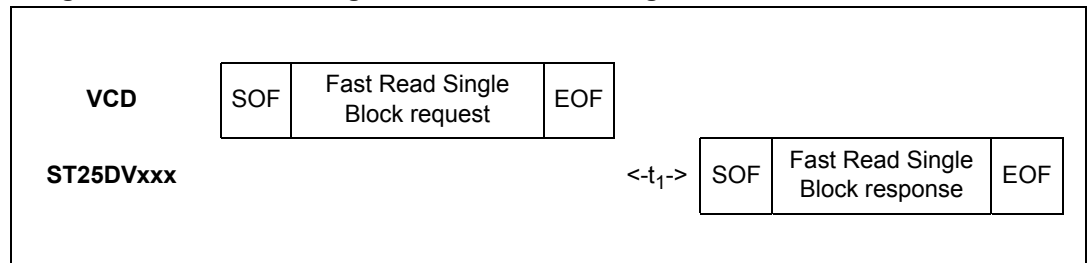 VCD
SOF
Fast Read Single
Block request
EOF
ST25DVxxx
<-t1->
SOF
Fast Read Single
Block response
EOF